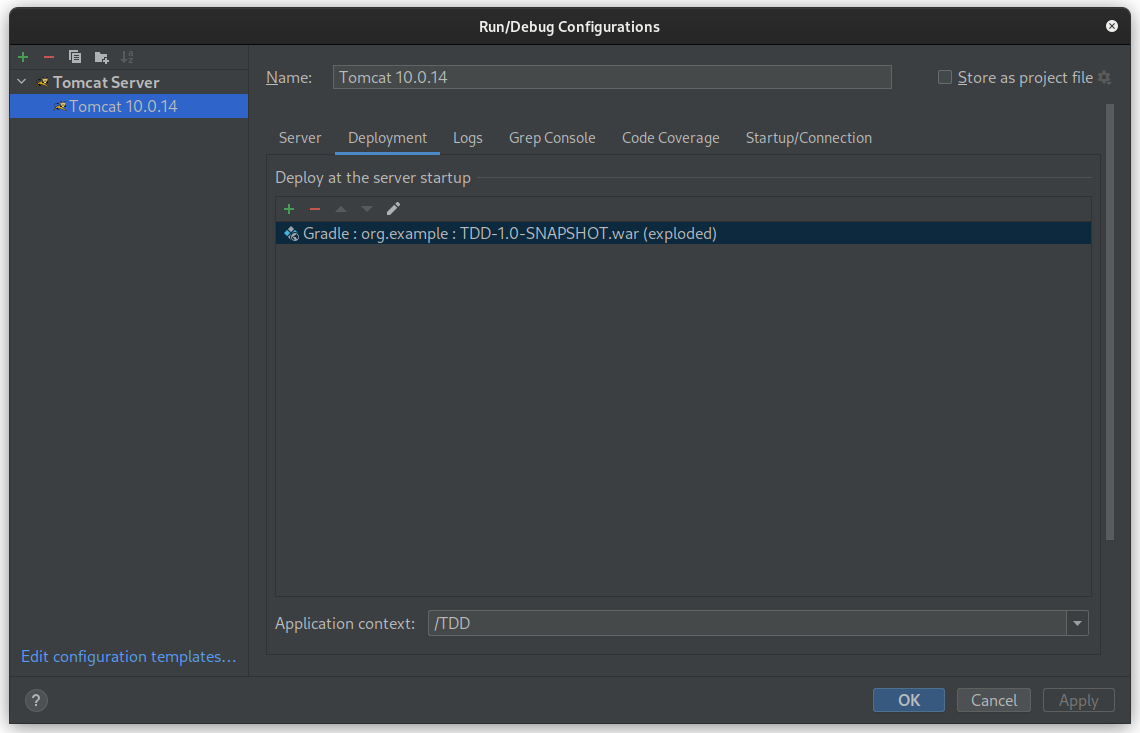 Run/Debug Configurations
Tomcat Server
Tomcat 10.0.14
Name: Tomcat 10.0.14 Store as project file
Server Deployment Logs Grep Console Code Coverage Startup/Connection
Deploy at the server startup
Gradle : org.example : TDD-1.0-SNAPSHOT.war (exploded)
Application context: /TDD
Edit configuration templates...
? OK Cancel Apply